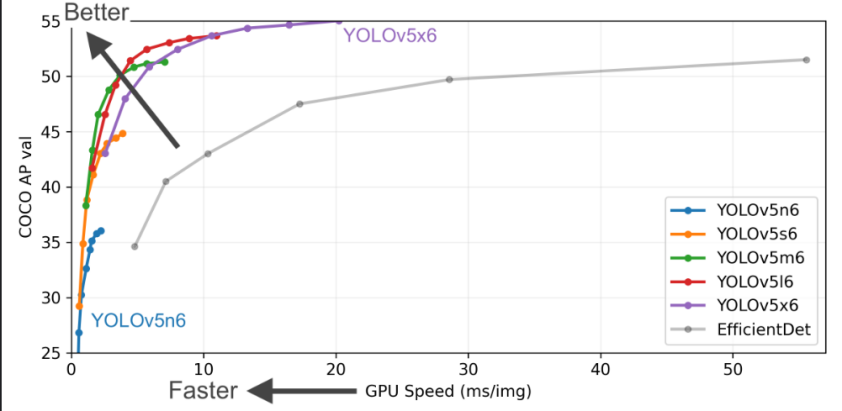 Better
55
50
45
40
35
30
25
COCO AP val
YOLOv5x6
YOLOv5n6
YOLOv5n6
YOLOv5s6
YOLOv5m6
YOLOv5l6
YOLOv5x6
EfficientDet
0 10 20 30 40 50
Faster GPU Speed (ms/img)